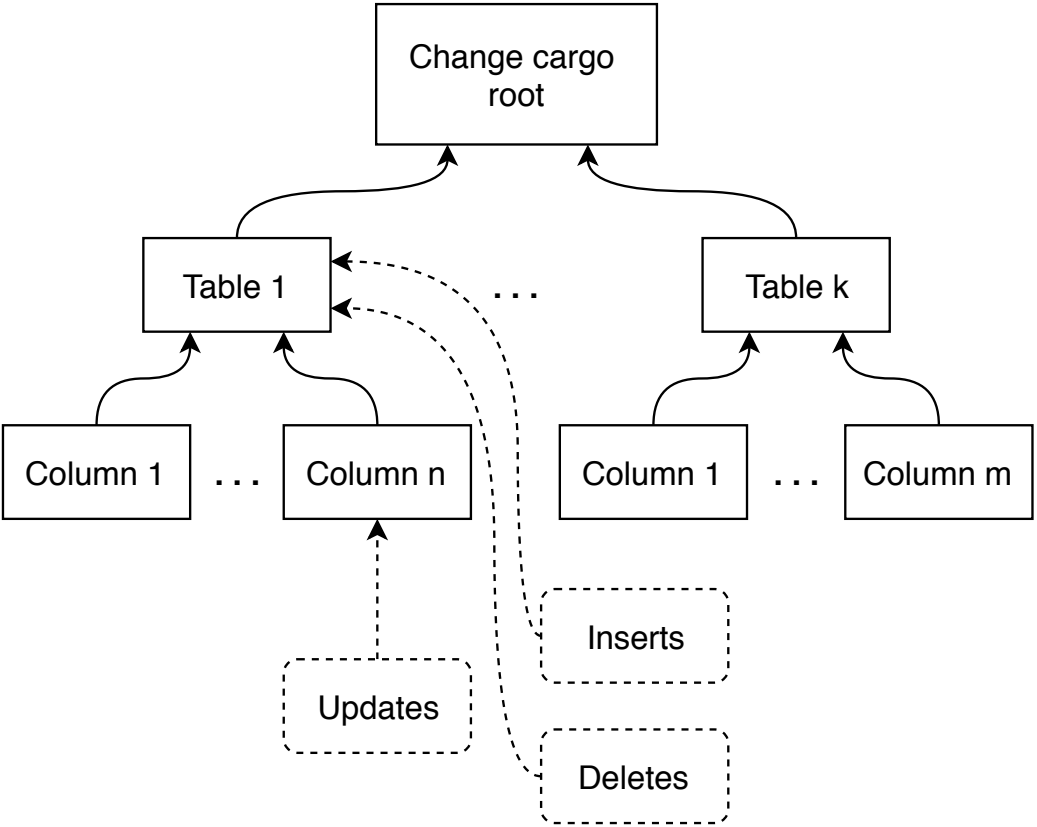 Change cargo
root
Table 1
. . .
Table k
Column 1
. . .
Column n
Column 1
. . .
Column m
Inserts
Updates
Deletes